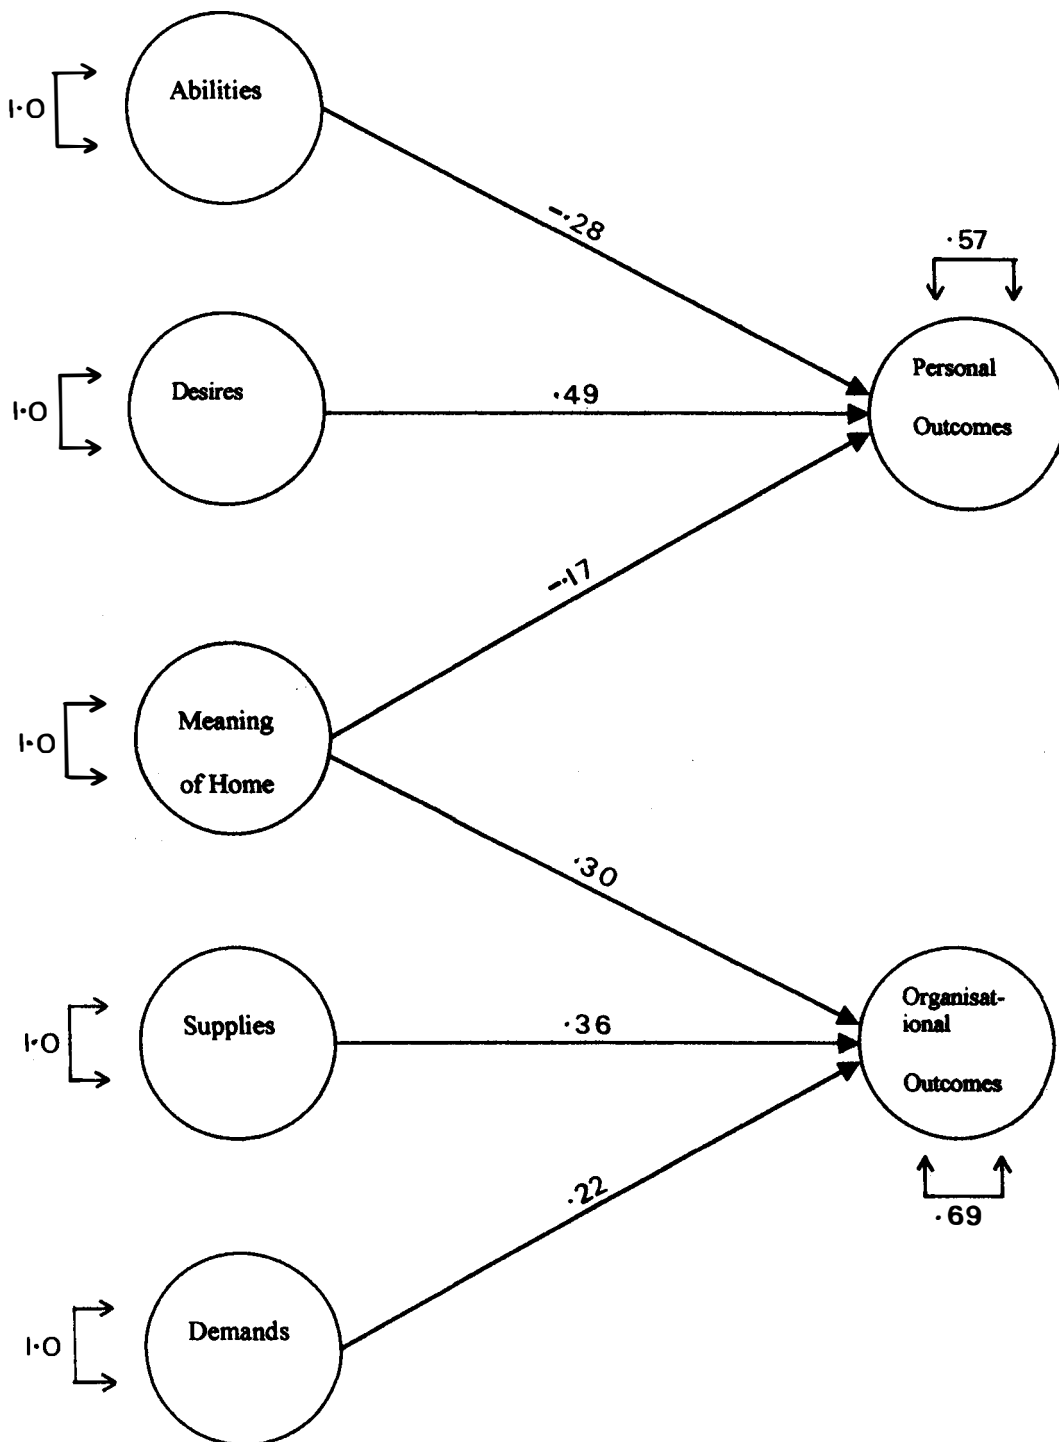 Abilities
1·0
-·28
·57
Desires
1·0
·49
Personal
Outcomes
-·17
Meaning
of Home
1·0
·30
Supplies
1·0
·36
Organisat-
ional
Outcomes
·22
·69
Demands
1·0